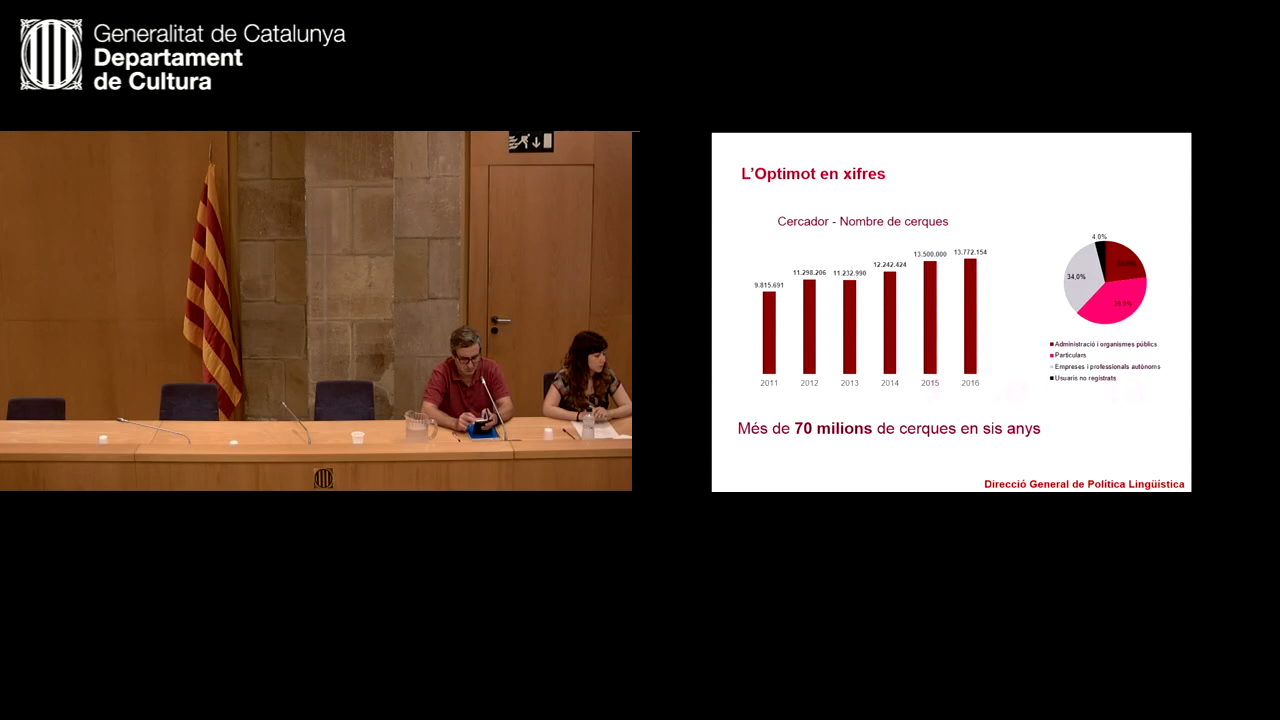 Generalitat de Catalunya
Departament
de Cultura
L'Optimot en xifres
Cercador - Nombre de cerques
9.815.691
11.298.206
11.232.990
12.242.424
13.500.000
13.772.154
2011
2012
2013
2014
2015
2016
4,0%
34,0%
Administració i organismes públics
Particulars
Empreses i professionals autònoms
Usuaris no registrats
Més de 70 milions de cerques en sis anys
Direcció General de Política Lingüística